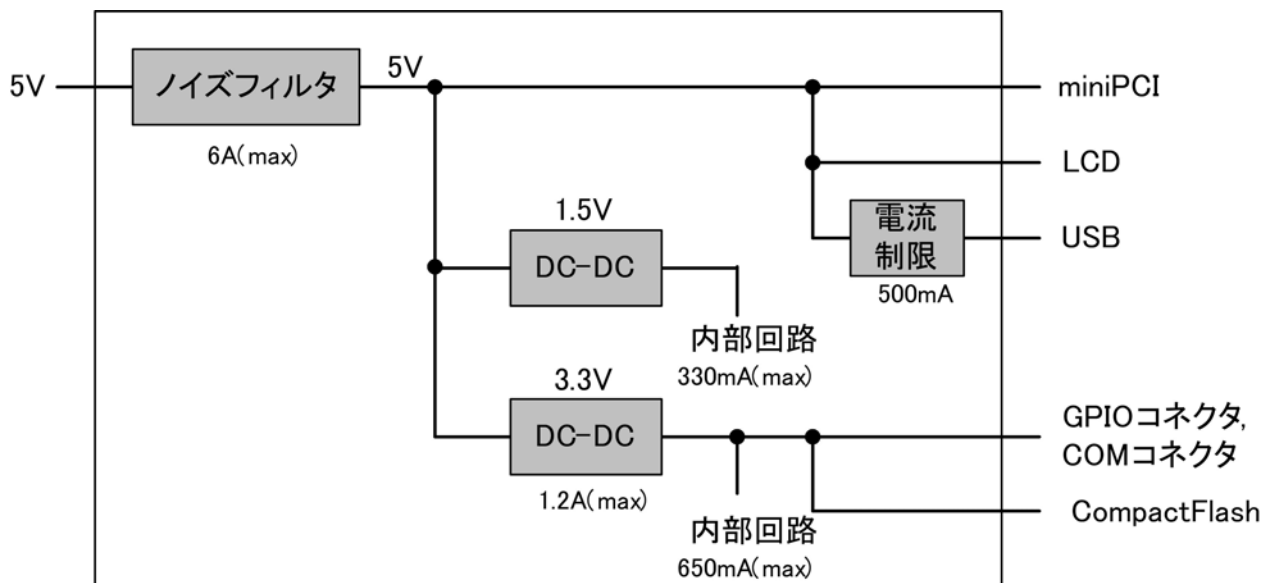 5V
ノイズフィルタ
6A(max)
5V
miniPCI
LCD
電流
制限
500mA
USB
1.5V
DC-DC
内部回路
330mA(max)
3.3V
DC-DC
1.2A(max)
内部回路
650mA(max)
GPIOコネクタ,
COMコネクタ
CompactFlash